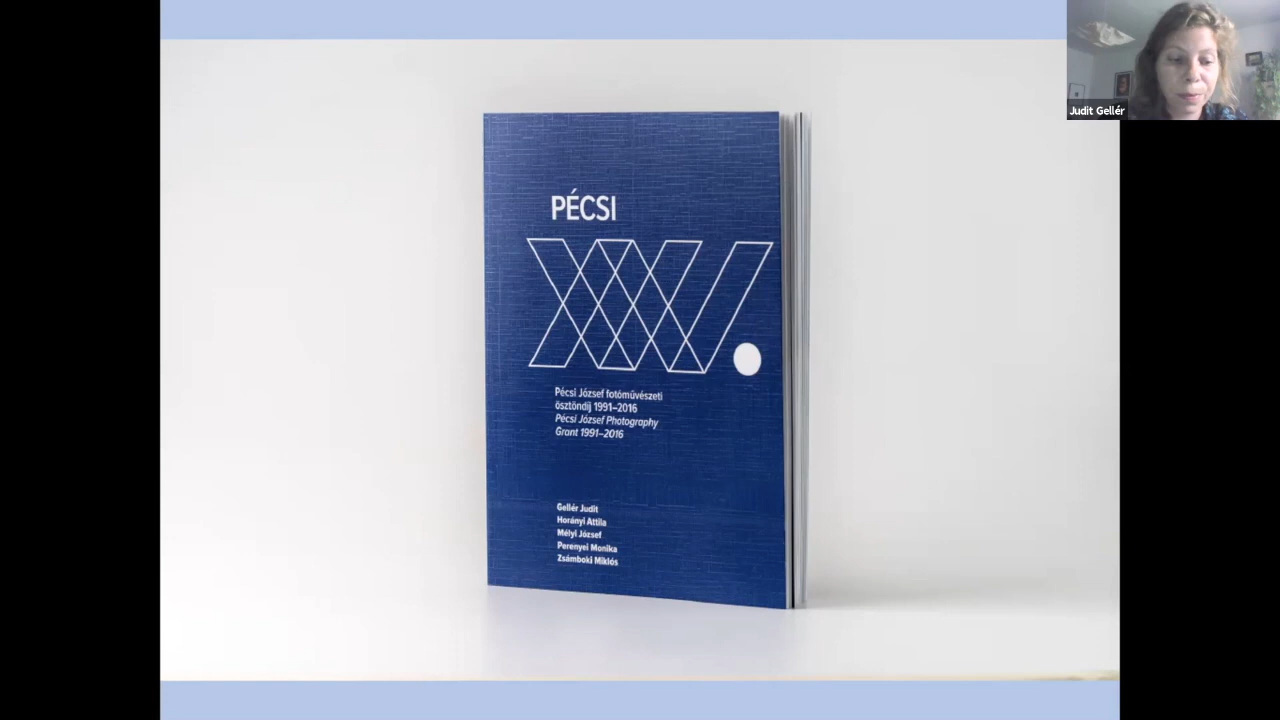 Judit Gellér
PÉCSI
XXV.
Pécsi József fotóművészeti
ösztöndíj 1991–2016
Pécsi József Photography
Grant 1991–2016
Gellér Judit
Horányi Attila
Mélyi József
Perenyei Monika
Zsámboki Miklós